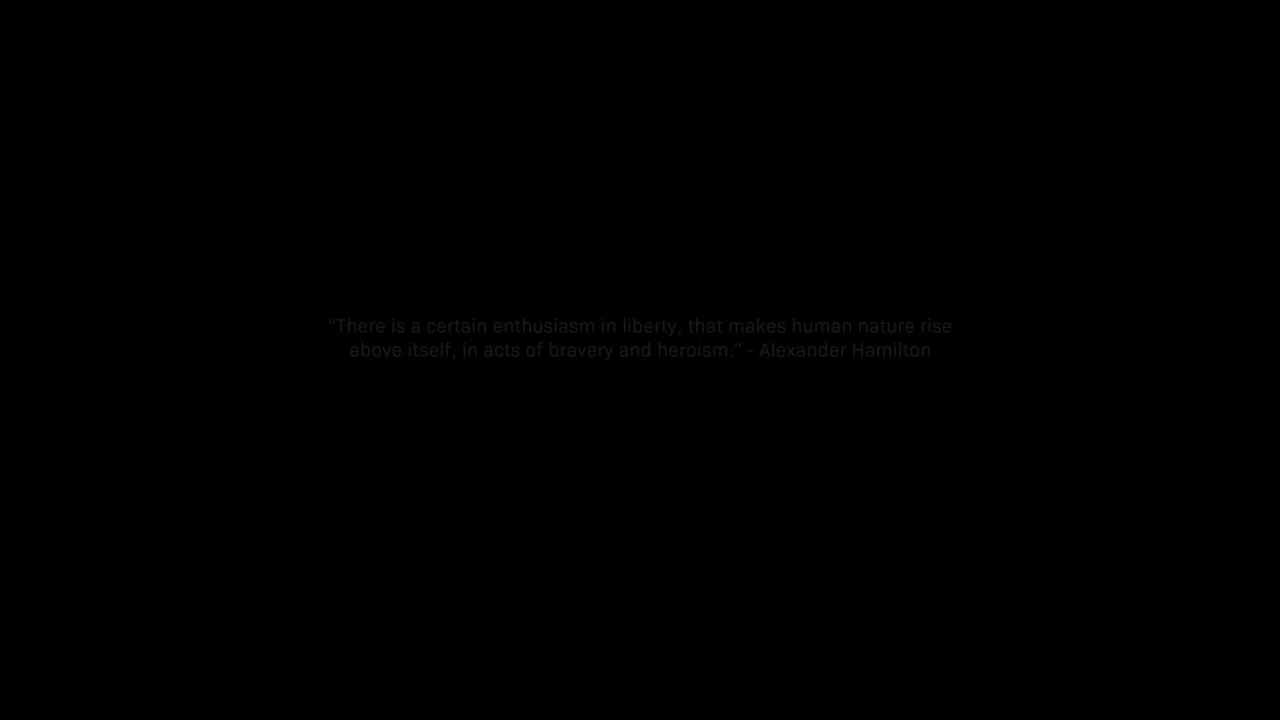 "There is a certain enthusiasm in liberty, that makes human nature rise
above itself, in acts of bravery and heroism." - Alexander Hamilton